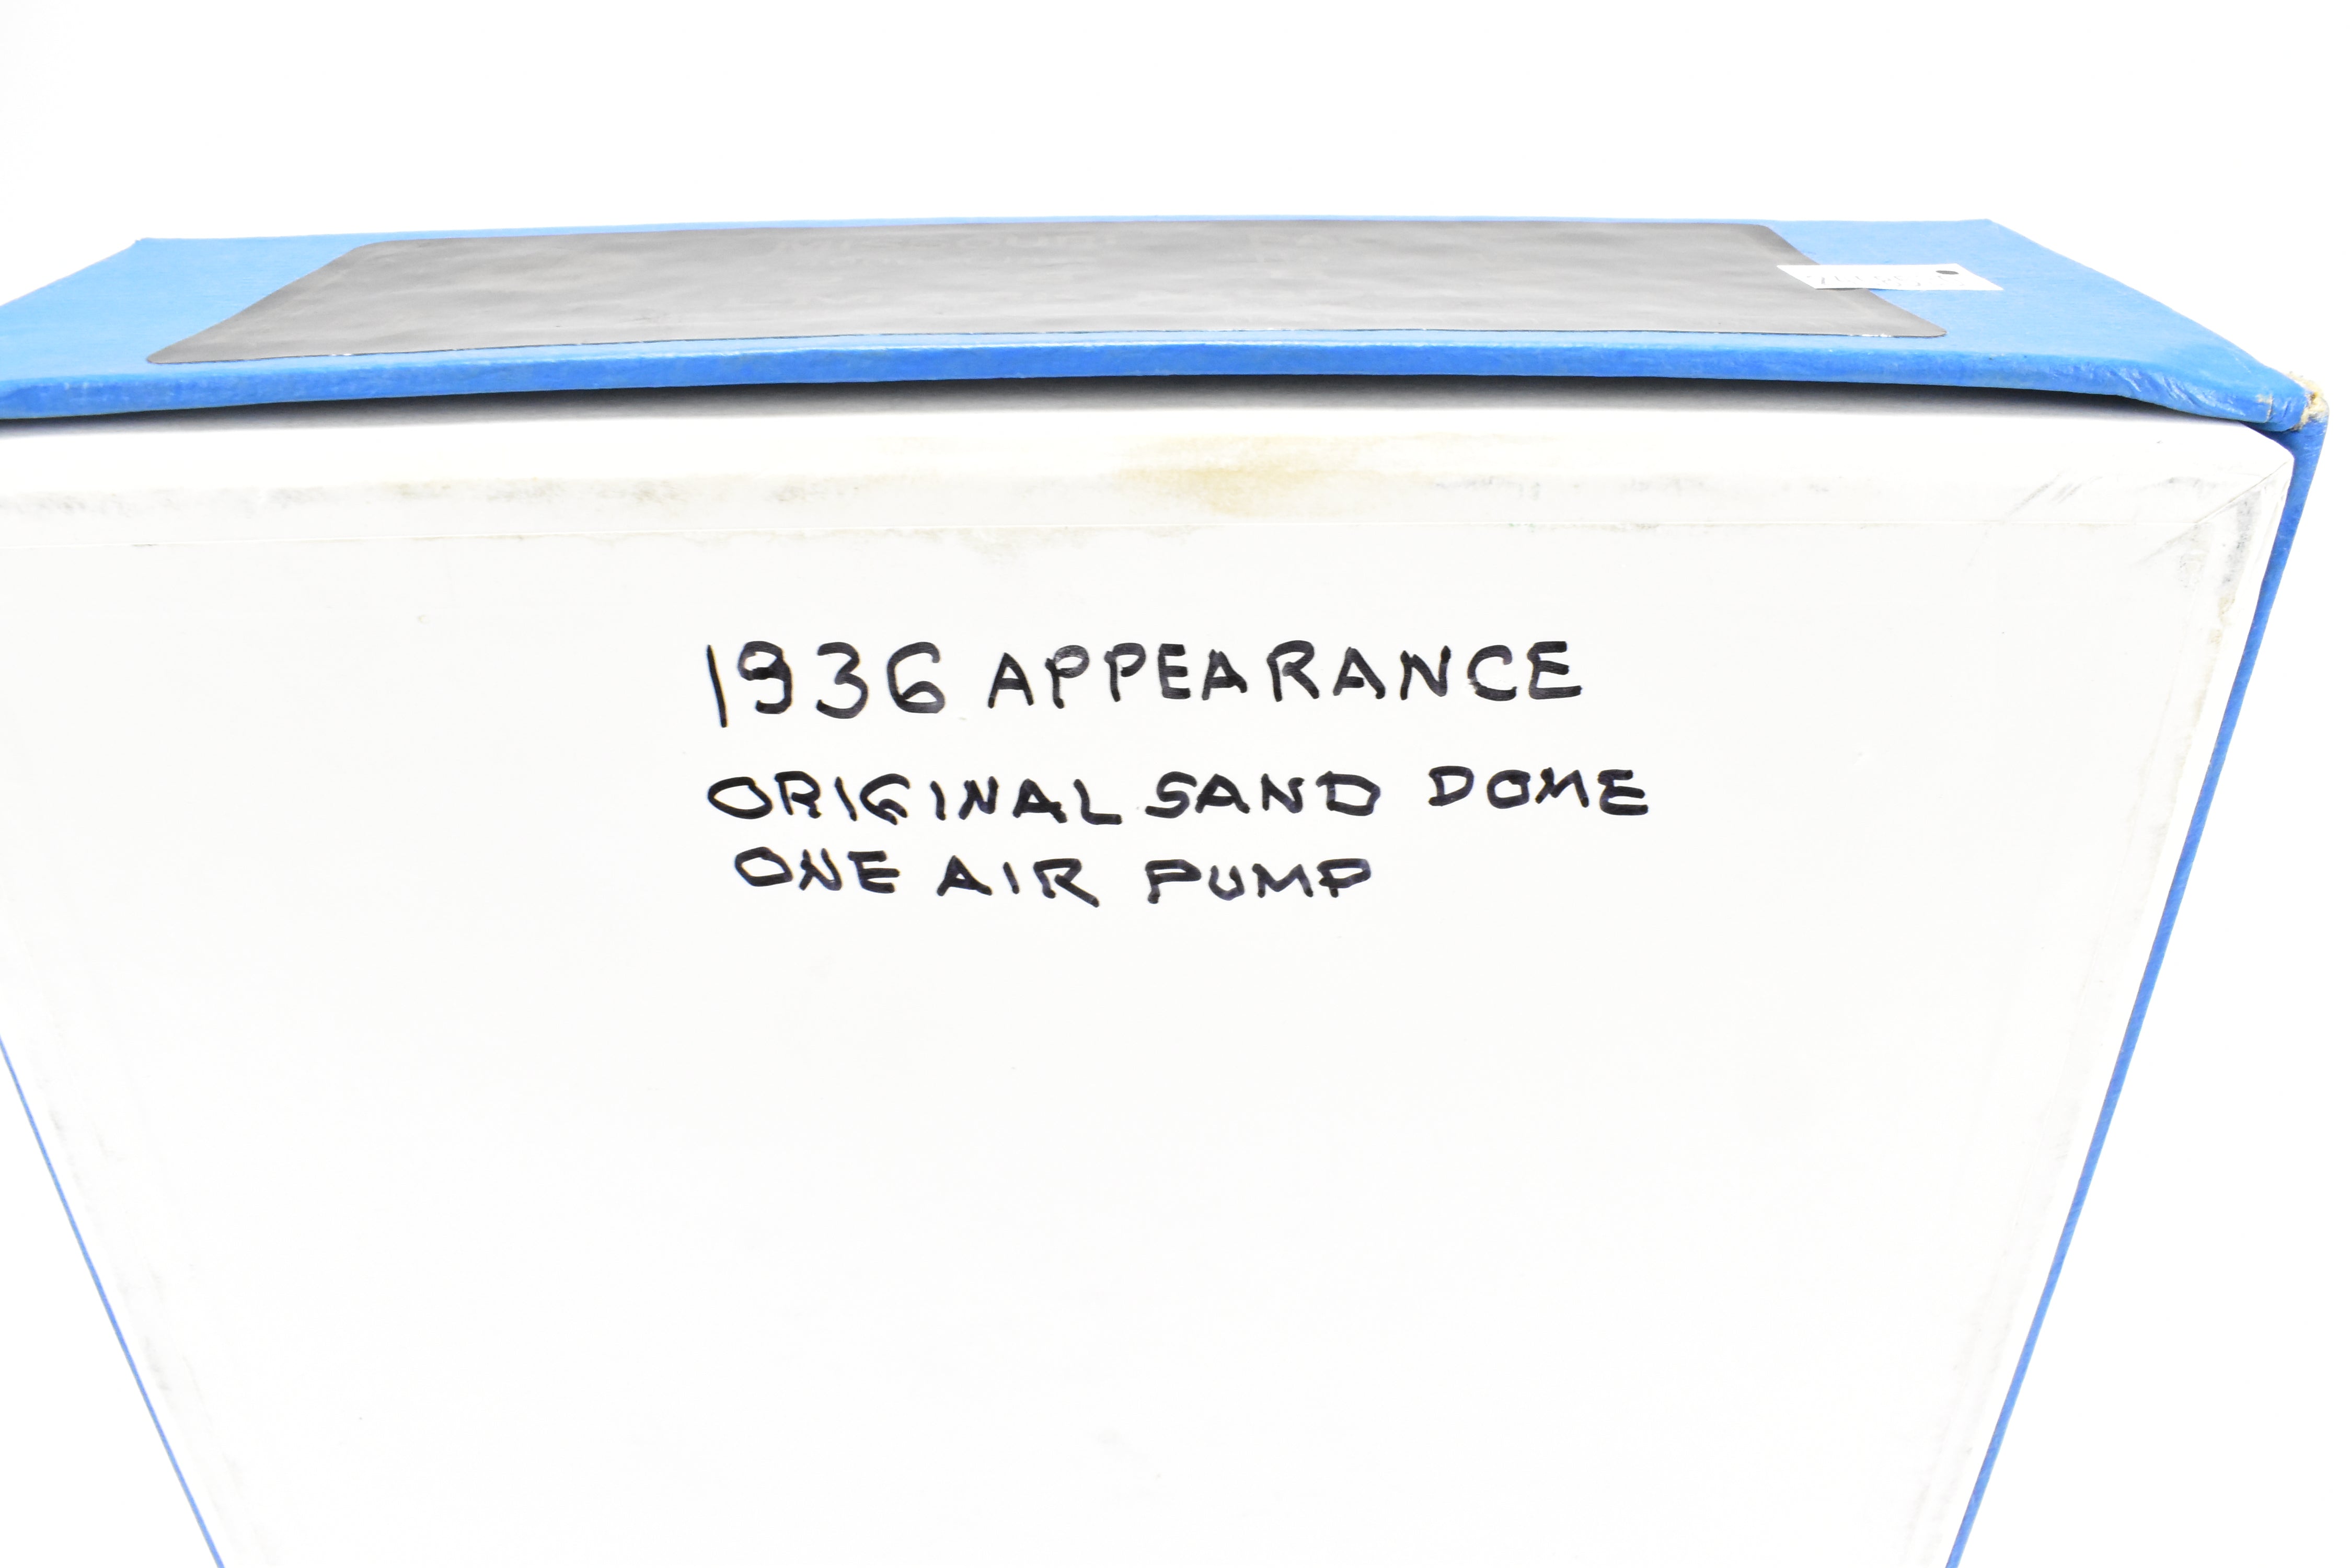 1936 APPEARANCE
ORIGINAL SAND DOME
ONE AIR PUMP